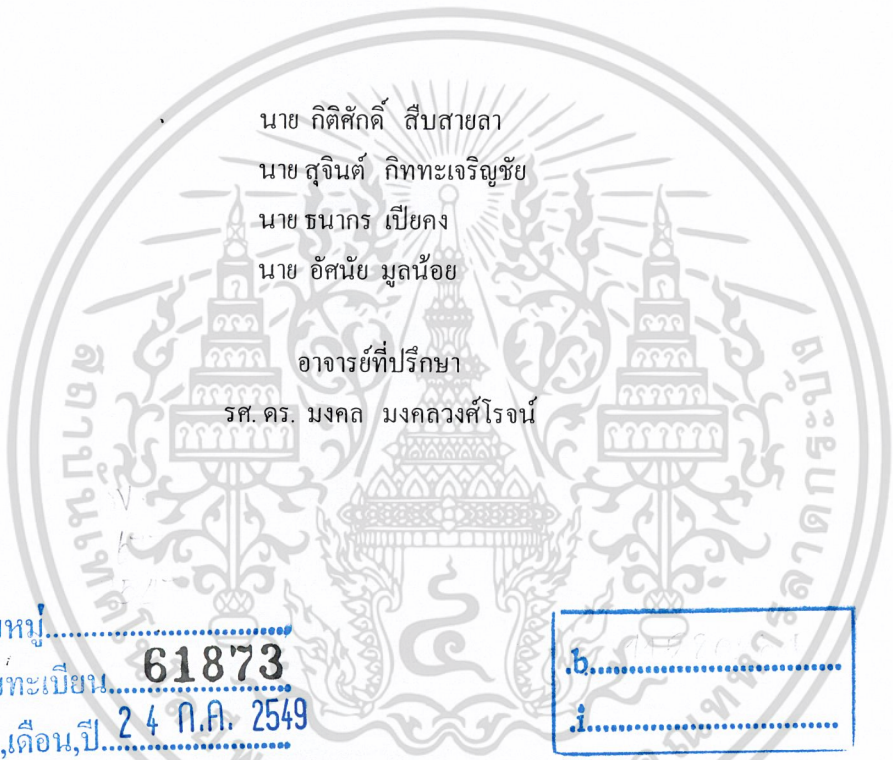 นาย กิติศักดิ์ สืบสายลา
นาย สุจินต์ กิททะเจริญชัย
นาย ธนากร เปียคง
นาย อัศนัย มูลน้อย
อาจารย์ที่ปรึกษา
รศ. ดร. มงคล มงคลวงศ์โรจน์
หมู่..............................
ทะเบียน.... 61873
,เดือน,ปี.. 24 ก.ค. 2549
.b..............................
.i..............................